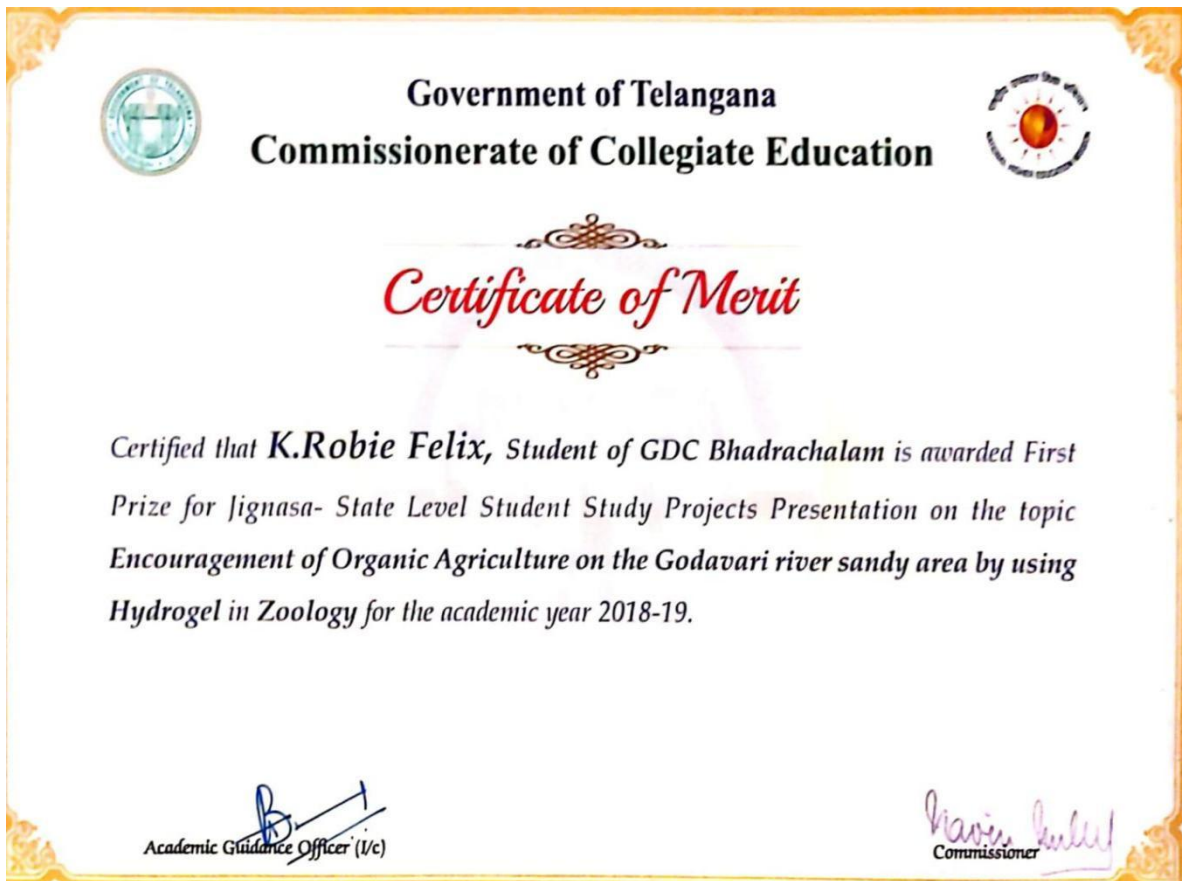 Government of Telangana
Commissionerate of Collegiate Education
Certificate of Merit
Certified that K.Robie Felix, Student of GDC Bhadrachalam is awarded First
Prize for Jignasa- State Level Student Study Projects Presentation on the topic
Encouragement of Organic Agriculture on the Godavari river sandy area by using
Hydrogel in Zoology for the academic year 2018-19.
Academic Guidance Officer (I/c)
Commissioner